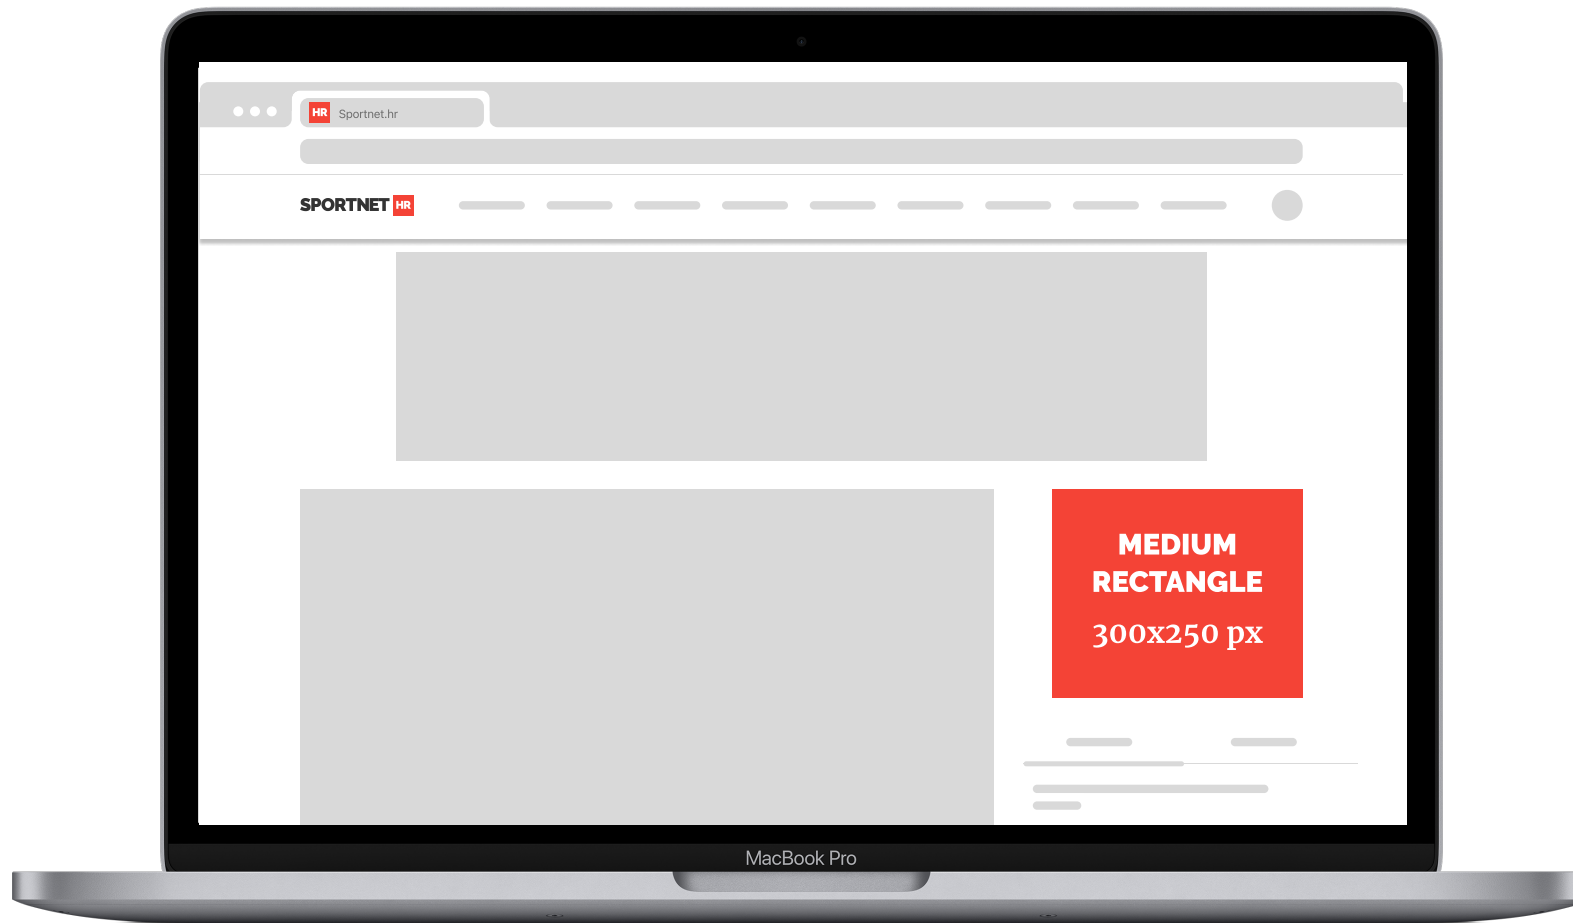 HR Sportnet.hr
SPORTNET HR
MEDIUM
RECTANGLE
300x250 px
MacBook Pro